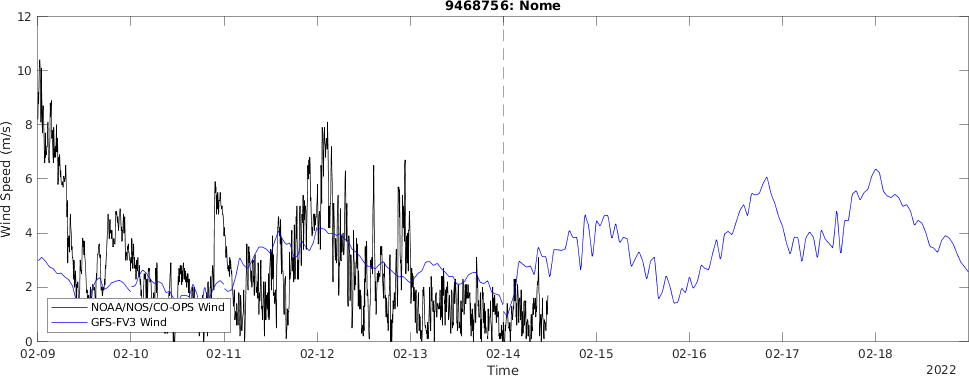 9468756: Nome
12
10
8
6
4
2
0
Wind Speed (m/s)
NOAA/NOS/CO-OPS Wind
GFS-FV3 Wind
02-09 02-10 02-11 02-12 02-13 02-14 02-15 02-16 02-17 02-18
Time
2022